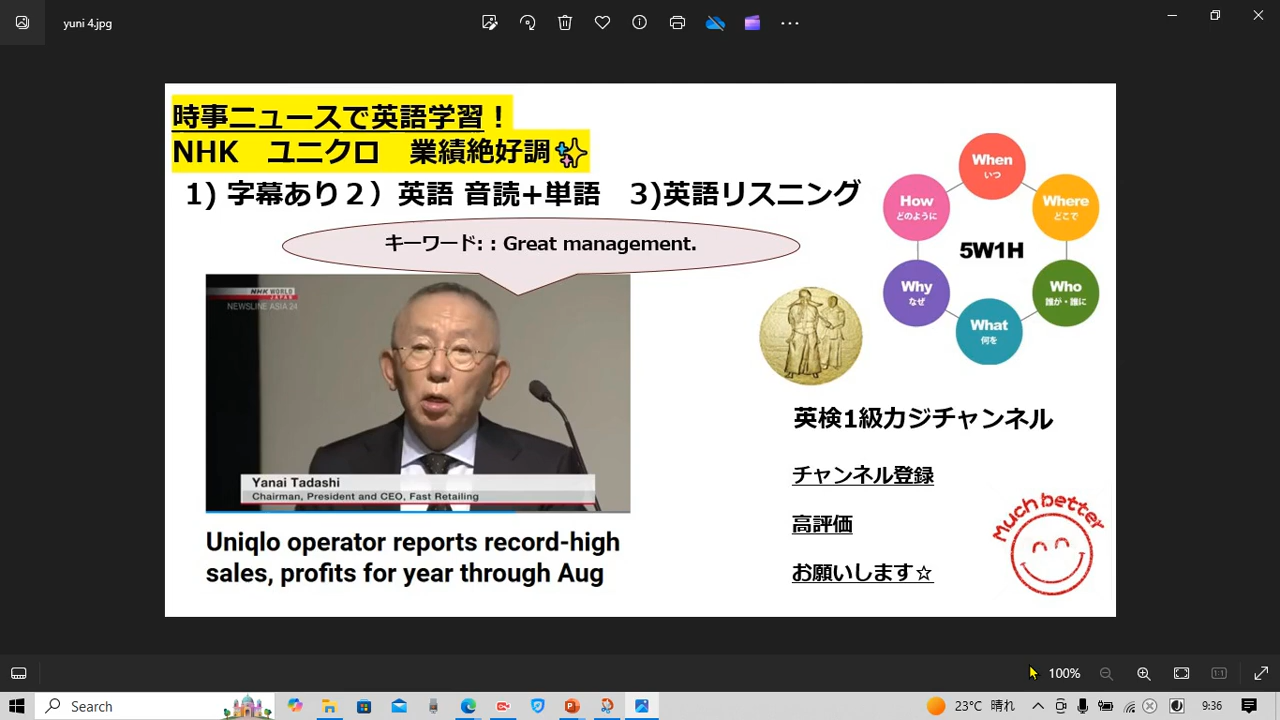 yuni 4.jpg
時事ニュースで英語学習！
NHK　ユニクロ　業績絶好調✨
1) 字幕あり２）英語 音読+単語　3)英語リスニング
キーワード: : Great management.
NHK WORLD
JAPAN
NEWSLINE ASIA 24
Yanai Tadashi
Chairman, President and CEO, Fast Retailing
Uniqlo operator reports record-high
sales, profits for year through Aug
When
いつ
Where
どこで
Who
誰が・誰に
What
何を
Why
なぜ
How
どのように
5W1H
英検1級カジチャンネル
チャンネル登録
高評価
お願いします☆
Much better
100%
1:1
Search
23°C 晴れ
9:36